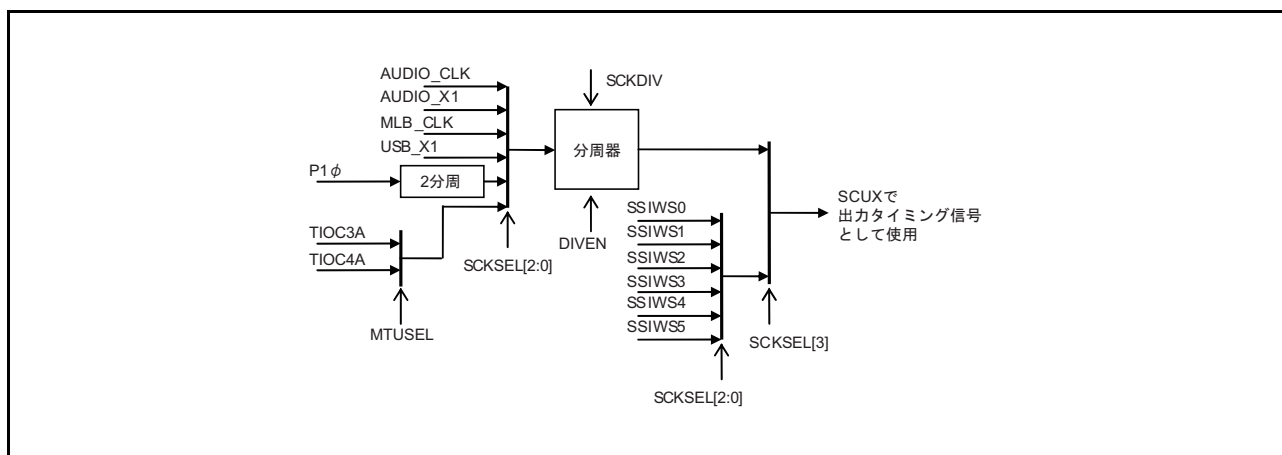 AUDIO_CLK
AUDIO_X1
MLB_CLK
USB_X1
P1φ
2分周
TIOC3A
TIOC4A
MTUSEL
SCKSEL[2:0]
SCKDIV
分周器
DIVEN
SSIWS0
SSIWS1
SSIWS2
SSIWS3
SSIWS4
SSIWS5
SCKSEL[2:0]
SCKSEL[3]
SCUXで
出力タイミング信号
として使用